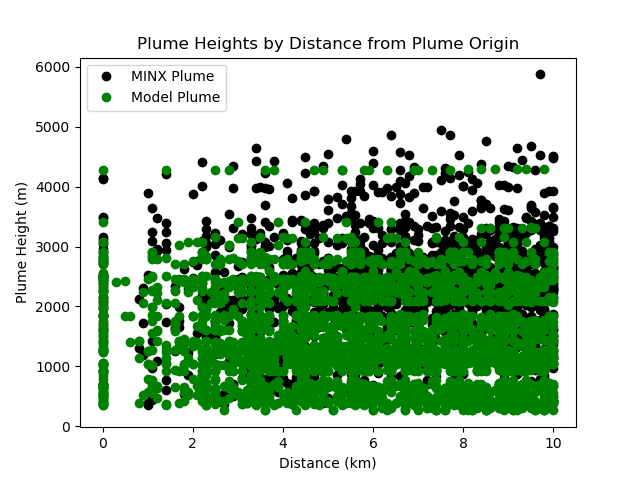 Plume Heights by Distance from Plume Origin
MINX Plume
Model Plume
Plume Height (m)
6000
5000
4000
3000
2000
1000
0
0 2 4 6 8 10
Distance (km)